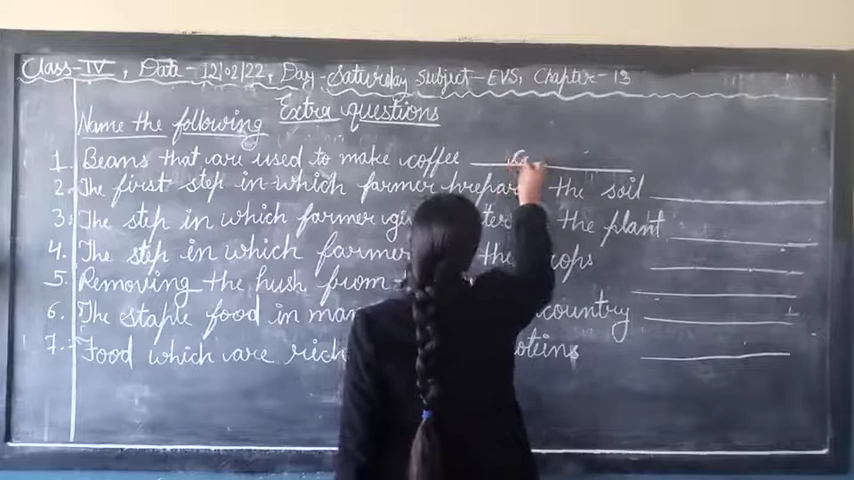 Class-IV, Date-12/02/22, Day-Saturday Subject-EVS, Chapter-13
Extra questions
Name the following
1. Beans that are used to make coffee
2. The first step in which farmer prepares the soil
3. The step in which farmer the plant
4. The step in which farmer the
5. Removing the husk from
6. The staple food in country
7. Food which are rich